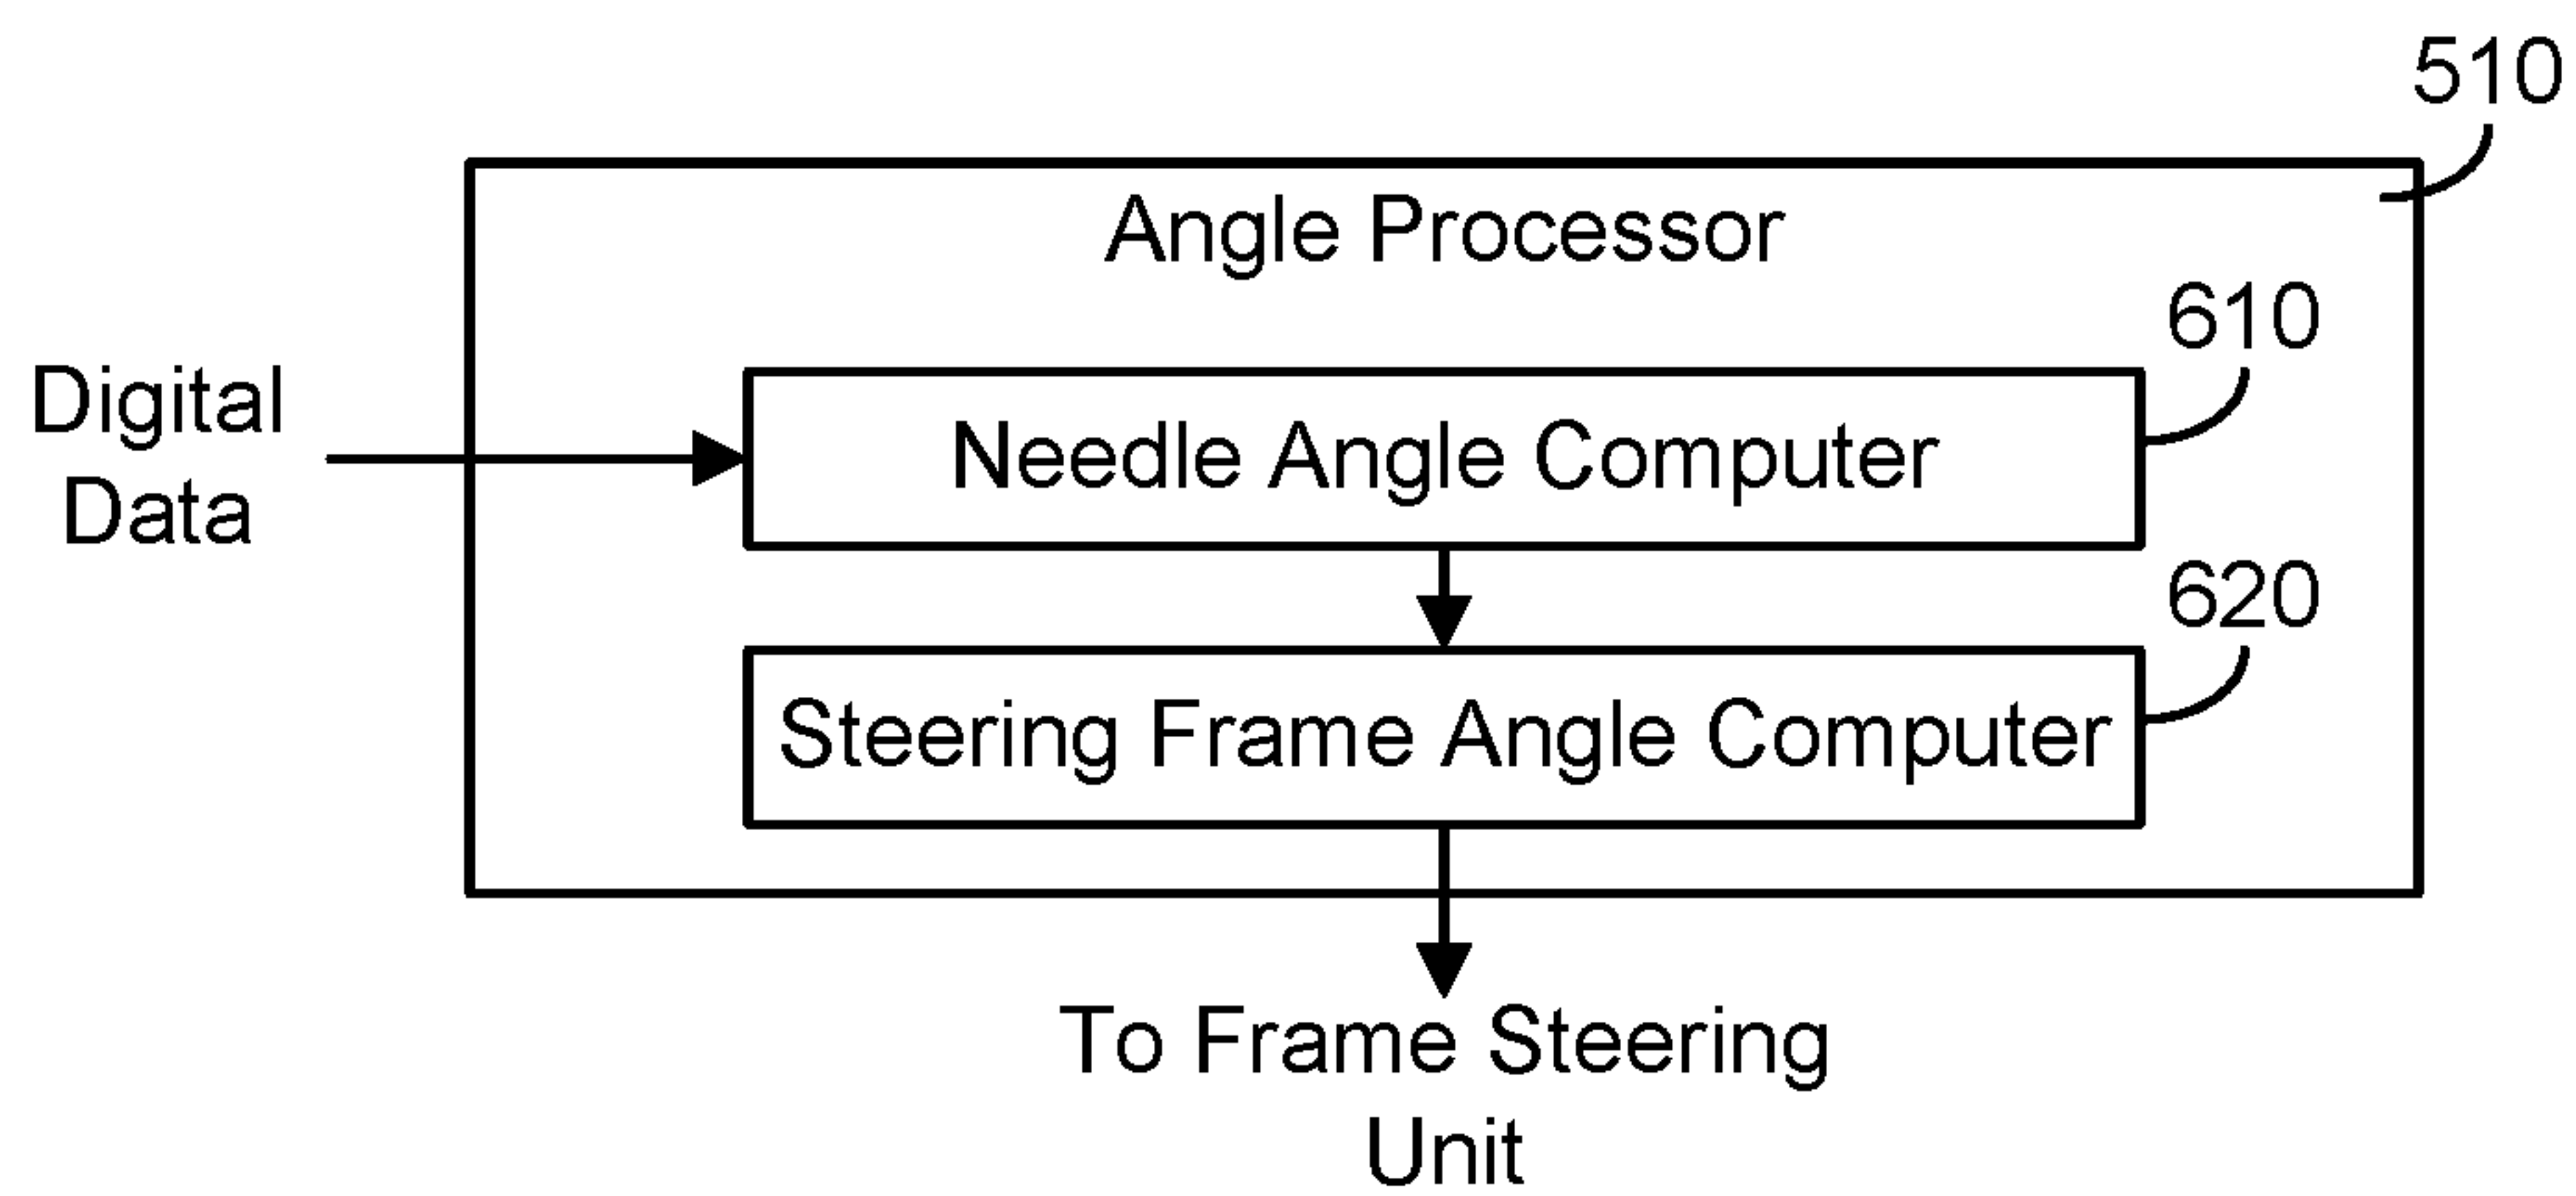 510
Angle Processor
610
Digital
Data
Needle Angle Computer
620
Steering Frame Angle Computer
To Frame Steering
Unit